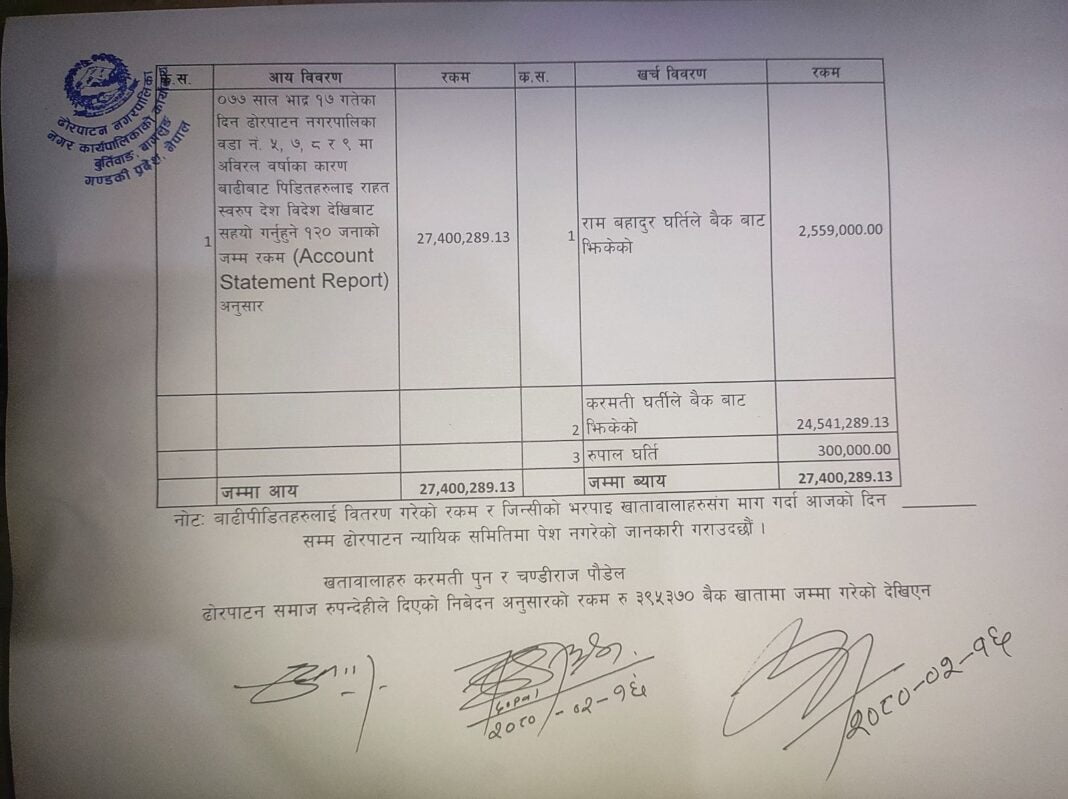 ढोरपाटन नगरपालिका
नगर कार्यपालिकाको कार्यालय
बुर्तिवाङ, बागलुङ
गण्डकी प्रदेश, नेपाल
क.स. आय विवरण रकम क.स. खर्च विवरण रकम
1 ०७७ साल भाद्र १७ गतेका
दिन ढोरपाटन नगरपालिका
वडा नं. ५, ७, ८ र ९ मा
अविरल वर्षाका कारण
बाढीबाट पिडितहरुलाइ राहत
स्वरुप देश विदेश देखिबाट
सहयो गर्नुहुने १२० जनाको
जम्म रकम (Account
Statement Report)
अनुसार
27,400,289.13
1 राम बहादुर घर्तिले बैक बाट
झिकेको
2,559,000.00
2 करमती घर्तीले बैक बाट
झिकेको
24,541,289.13
3 रुपाल घर्ति 300,000.00
जम्मा आय 27,400,289.13 जम्मा ब्याय 27,400,289.13
नोट: बाढीपीडितहरुलाई वितरण गरेको रकम र जिन्सीको भरपाइ खातावालाहरुसंग माग गर्दा आजको दिन
सम्म ढोरपाटन न्यायिक समितिमा पेश नगरेको जानकारी गराउदछौं ।
खतावालाहरु करमती पुन र चण्डीराज पौडेल
ढोरपाटन समाज रुपन्देहीले दिएको निबेदन अनुसारको रकम रु ३९५३७० बैक खातामा जम्मा गरेको देखिएन
२०८०-०२-१६
२०८०-०२-१६